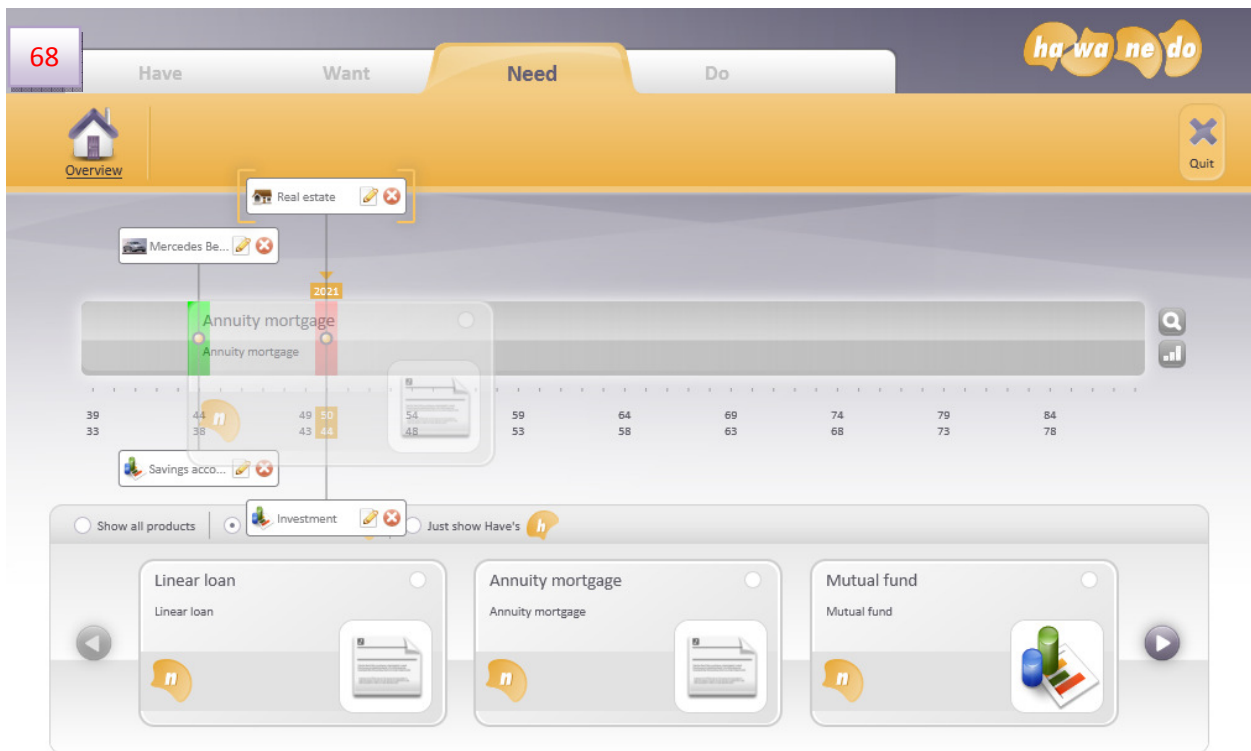 68
ha wa ne do
Have Want Need Do
Overview
Quit
Real estate
Mercedes Be...
2021
Annuity mortgage
Annuity mortgage
39 44 49 50 54 59 64 69 74 79 84
33 38 43 44 48 53 58 63 68 73 78
n
Savings acco...
Investment
Show all products Just show Have's h
Linear loan Annuity mortgage Mutual fund
Linear loan Annuity mortgage Mutual fund
n n n